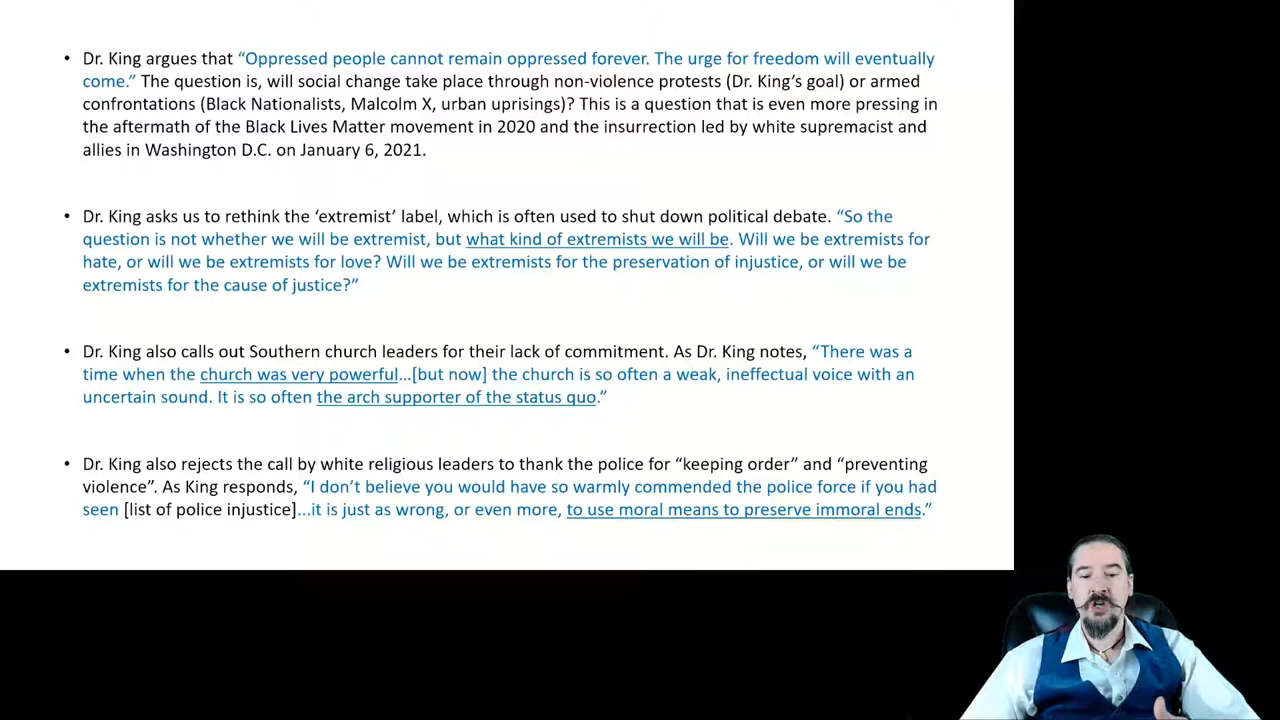 • Dr. King argues that “Oppressed people cannot remain oppressed forever. The urge for freedom will eventually
come.” The question is, will social change take place through non-violence protests (Dr. King’s goal) or armed
confrontations (Black Nationalists, Malcolm X, urban uprisings)? This is a question that is even more pressing in
the aftermath of the Black Lives Matter movement in 2020 and the insurrection led by white supremacist and
allies in Washington D.C. on January 6, 2021.
• Dr. King asks us to rethink the ‘extremist’ label, which is often used to shut down political debate. “So the
question is not whether we will be extremist, but what kind of extremists we will be. Will we be extremists for
hate, or will we be extremists for love? Will we be extremists for the preservation of injustice, or will we be
extremists for the cause of justice?”
• Dr. King also calls out Southern church leaders for their lack of commitment. As Dr. King notes, “There was a
time when the church was very powerful…[but now] the church is so often a weak, ineffectual voice with an
uncertain sound. It is so often the arch supporter of the status quo.”
• Dr. King also rejects the call by white religious leaders to thank the police for “keeping order” and “preventing
violence”. As King responds, “I don’t believe you would have so warmly commended the police force if you had
seen [list of police injustice]...it is just as wrong, or even more, to use moral means to preserve immoral ends.”